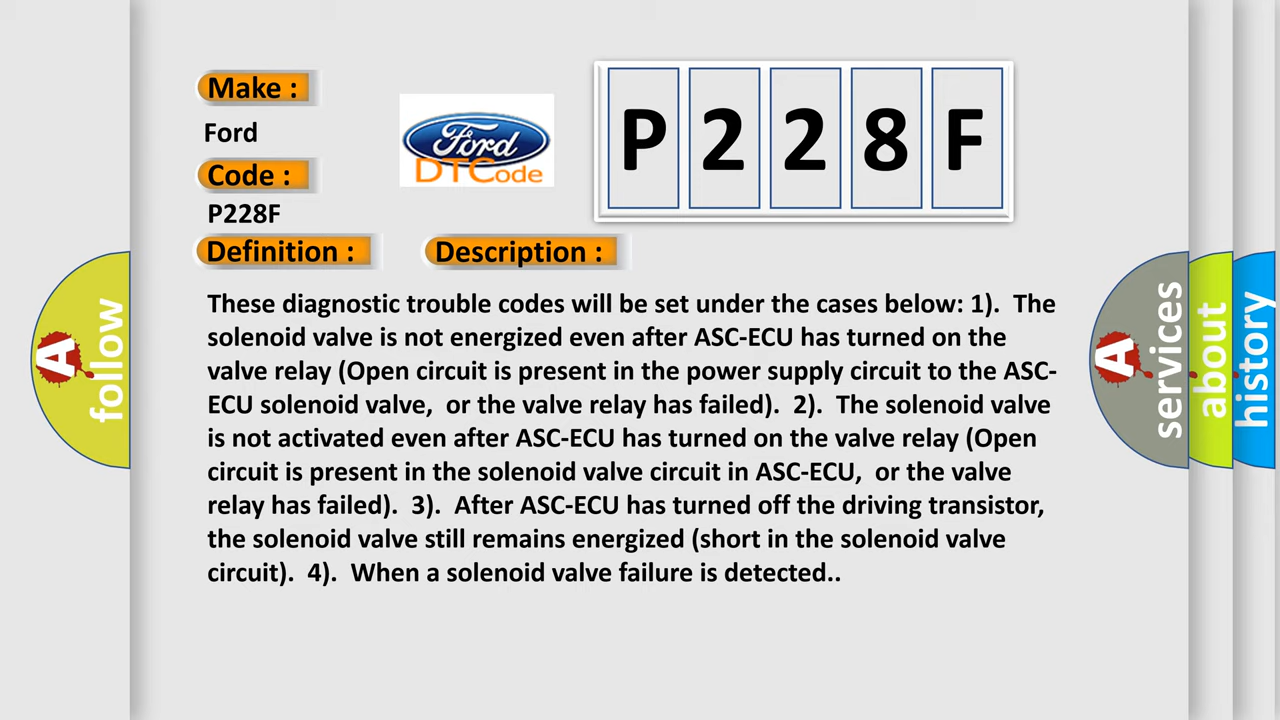 Make :
Ford
Code :
P228F
Ford
DTCode
P228F
Definition :
Description :
These diagnostic trouble codes will be set under the cases below: 1). The
solenoid valve is not energized even after ASC-ECU has turned on the
valve relay (Open circuit is present in the power supply circuit to the ASC-
ECU solenoid valve, or the valve relay has failed). 2). The solenoid valve
is not activated even after ASC-ECU has turned on the valve relay (Open
circuit is present in the solenoid valve circuit in ASC-ECU, or the valve
relay has failed). 3). After ASC-ECU has turned off the driving transistor,
the solenoid valve still remains energized (short in the solenoid valve
circuit). 4). When a solenoid valve failure is detected..
A
follow
A
services
about
history